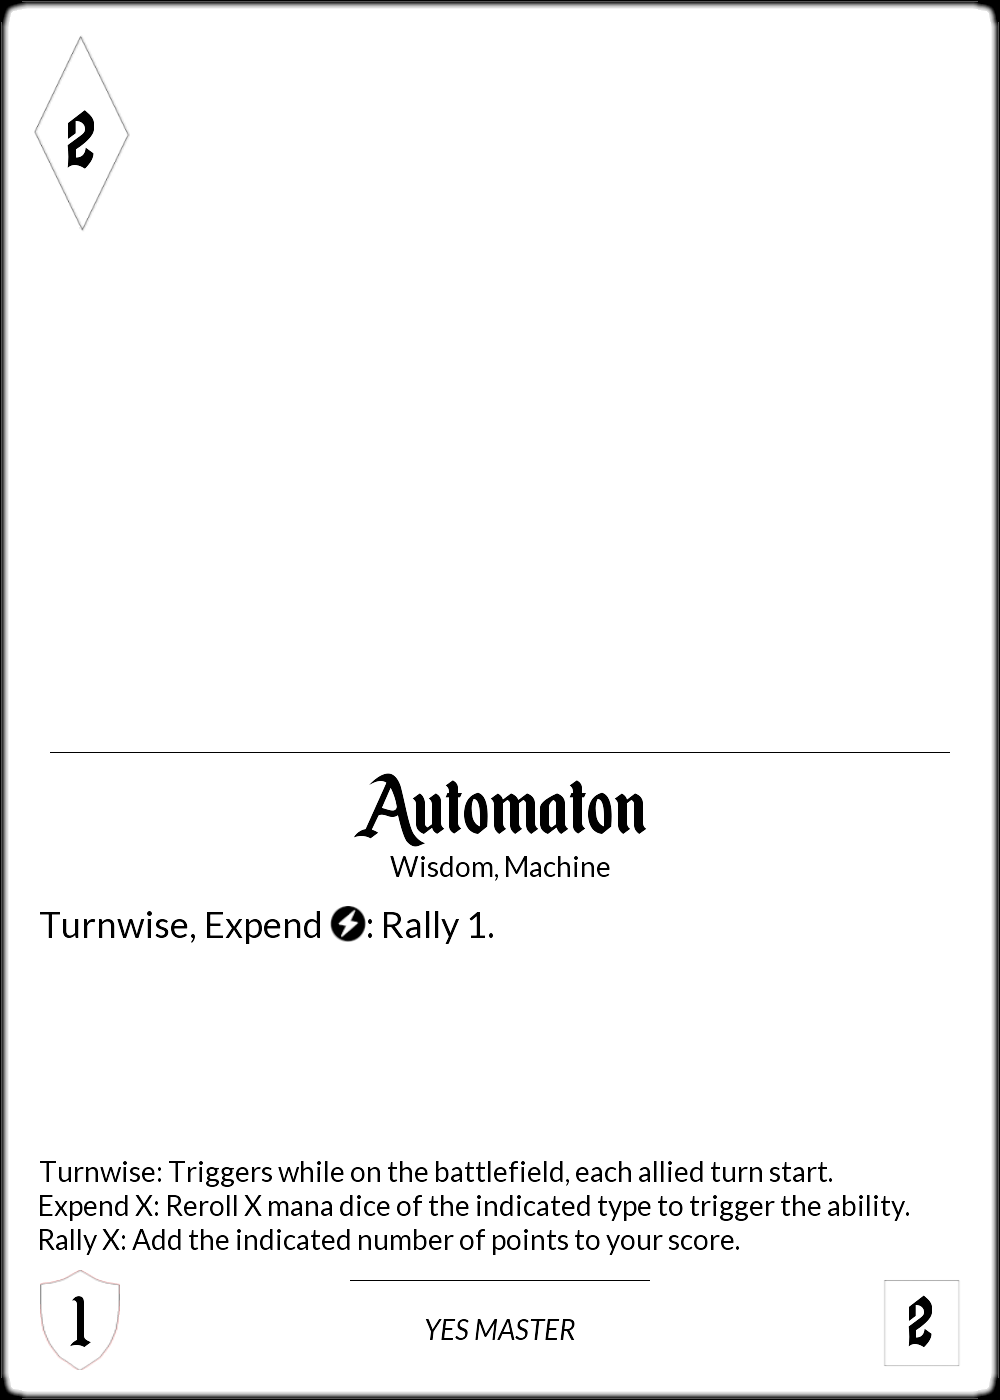 2
Automaton
Wisdom, Machine
Turnwise, Expend ⚡: Rally 1.
Turnwise: Triggers while on the battlefield, each allied turn start.
Expend X: Reroll X mana dice of the indicated type to trigger the ability.
Rally X: Add the indicated number of points to your score.
1
YES MASTER
2